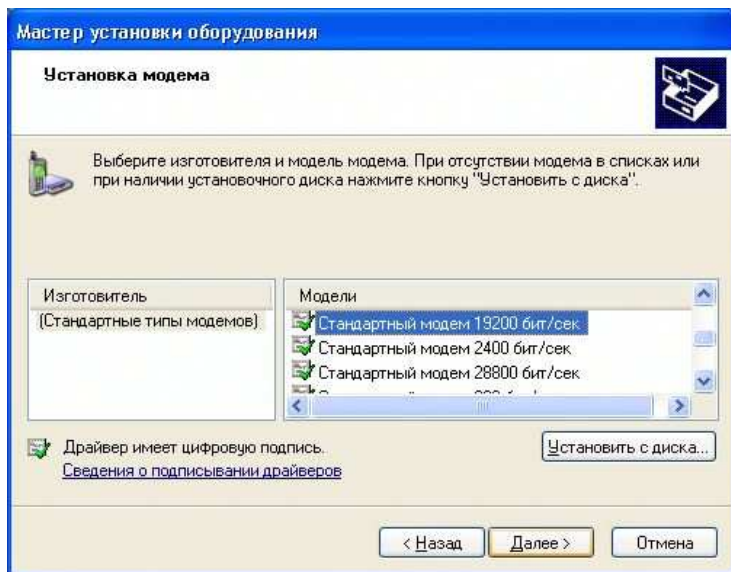 Мастер установки оборудования
Установка модема
Выберите изготовителя и модель модема. При отсутствии модема в списках или
при наличии установочного диска нажмите кнопку "Установить с диска".
Изготовитель
(Стандартные типы модемов)
Модели
Стандартный модем 19200 бит/сек
Стандартный модем 2400 бит/сек
Стандартный модем 28800 бит/сек
Драйвер имеет цифровую подпись.
Сведения о подписывании драйверов
Установить с диска...
< Назад
Далее >
Отмена